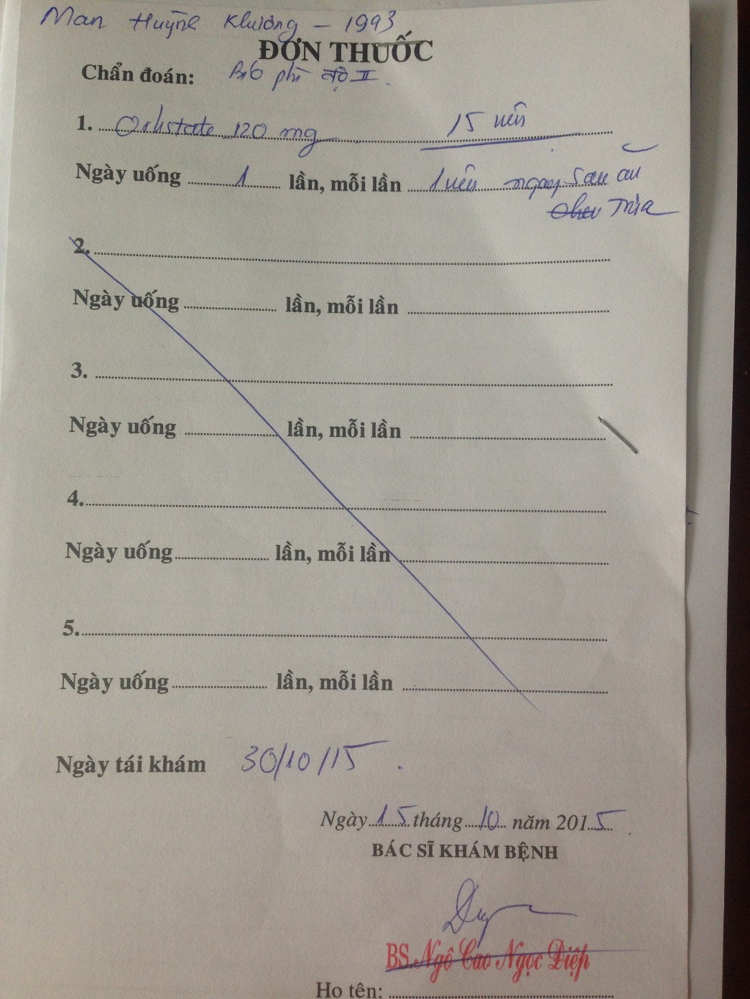 Man Huỳnh Khương - 1993
ĐƠN THUỐC
Chẩn đoán: Béo phì độ II.
1. Orlistate 120 mg 15 viên
Ngày uống 1 lần, mỗi lần 1 viên ngay sau ăn
Trưa
2.
Ngày uống lần, mỗi lần
3.
Ngày uống lần, mỗi lần
4.
Ngày uống lần, mỗi lần
5.
Ngày uống lần, mỗi lần
Ngày tái khám 30/10/15.
Ngày 15 tháng 10 năm 2015.
BÁC SĨ KHÁM BỆNH
BS. Ngô Cao Ngọc Diệp
Họ tên: